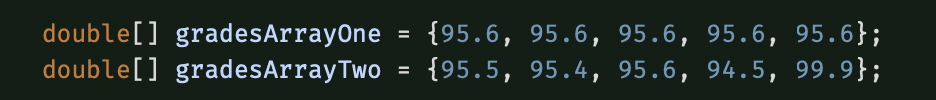 double[] gradesArrayOne = {95.6, 95.6, 95.6, 95.6, 95.6};
double[] gradesArrayTwo = {95.5, 95.4, 95.6, 94.5, 99.9};